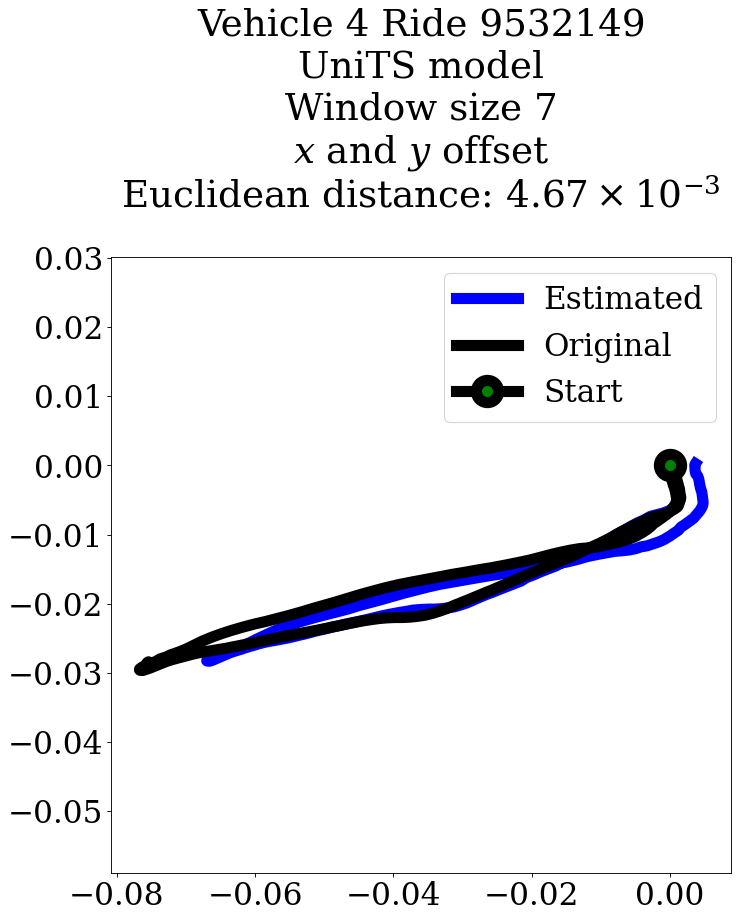 Vehicle 4 Ride 9532149
UniTS model
Window size 7
x and y offset
Euclidean distance: 4.67 × 10⁻³
0.03
0.02
0.01
0.00
−0.01
−0.02
−0.03
−0.04
−0.05
Estimated
Original
Start
−0.08 −0.06 −0.04 −0.02 0.00